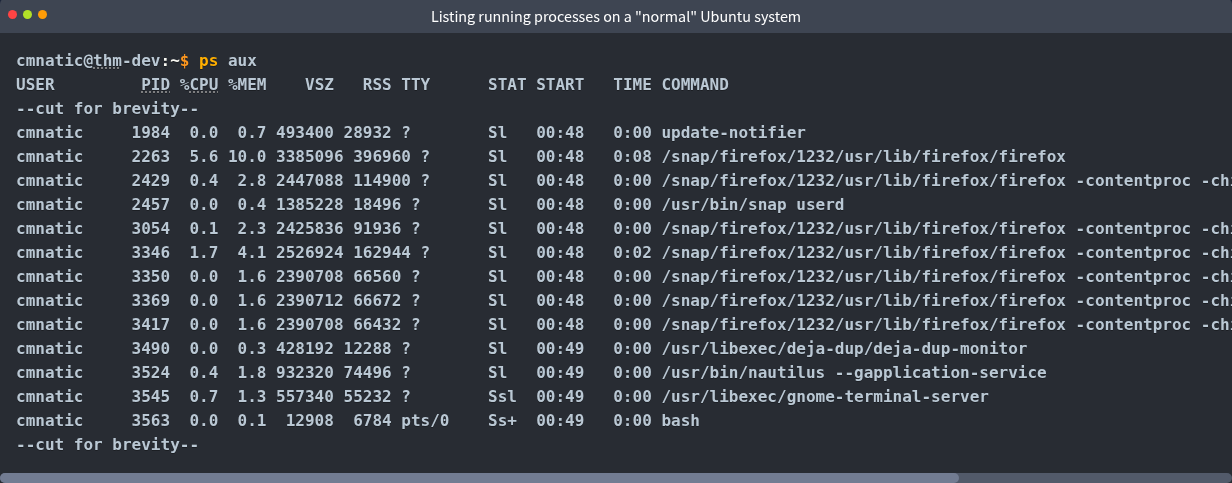 Listing running processes on a "normal" Ubuntu system
cmnatic@thm-dev:~$ ps aux
USER         PID %CPU %MEM    VSZ   RSS TTY      STAT START   TIME COMMAND
--cut for brevity--
cmnatic     1984  0.0  0.7 493400 28932 ?        Sl   00:48   0:00 update-notifier
cmnatic     2263  5.6 10.0 3385096 396960 ?      Sl   00:48   0:08 /snap/firefox/1232/usr/lib/firefox/firefox
cmnatic     2429  0.4  2.8 2447088 114900 ?      Sl   00:48   0:00 /snap/firefox/1232/usr/lib/firefox/firefox -contentproc -chi
cmnatic     2457  0.0  0.4 1385228 18496 ?       Sl   00:48   0:00 /usr/bin/snap userd
cmnatic     3054  0.1  2.3 2425836 91936 ?       Sl   00:48   0:00 /snap/firefox/1232/usr/lib/firefox/firefox -contentproc -chi
cmnatic     3346  1.7  4.1 2526924 162944 ?      Sl   00:48   0:02 /snap/firefox/1232/usr/lib/firefox/firefox -contentproc -chi
cmnatic     3350  0.0  1.6 2390708 66560 ?       Sl   00:48   0:00 /snap/firefox/1232/usr/lib/firefox/firefox -contentproc -chi
cmnatic     3369  0.0  1.6 2390712 66672 ?       Sl   00:48   0:00 /snap/firefox/1232/usr/lib/firefox/firefox -contentproc -chi
cmnatic     3417  0.0  1.6 2390708 66432 ?       Sl   00:48   0:00 /snap/firefox/1232/usr/lib/firefox/firefox -contentproc -chi
cmnatic     3490  0.0  0.3 428192 12288 ?        Sl   00:49   0:00 /usr/libexec/deja-dup/deja-dup-monitor
cmnatic     3524  0.4  1.8 932320 74496 ?        Sl   00:49   0:00 /usr/bin/nautilus --gapplication-service
cmnatic     3545  0.7  1.3 557340 55232 ?        Ssl  00:49   0:00 /usr/libexec/gnome-terminal-server
cmnatic     3563  0.0  0.1  12908  6784 pts/0    Ss+  00:49   0:00 bash
--cut for brevity--